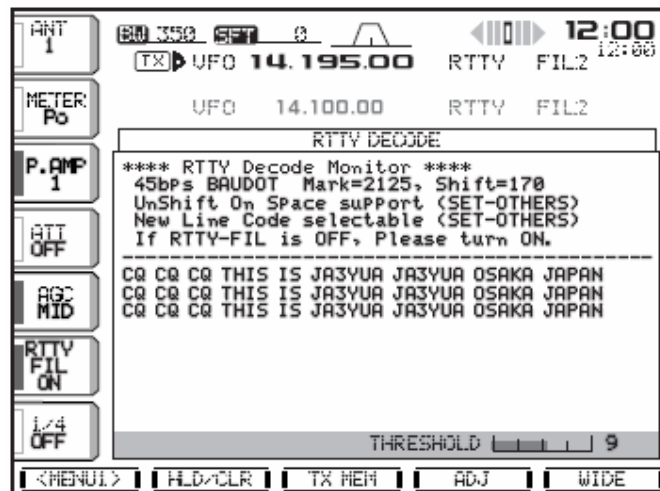 ANT 1
BW 350 SFT 0 12:00
12:00
TX VFO 14.195.00 RTTY FIL2
METER Po
VFO 14.100.00 RTTY FIL2
RTTY DECODE
P.AMP 1
**** RTTY Decode Monitor ****
45bps BAUDOT Mark=2125, Shift=170
UnShift On Space support (SET-OTHERS)
New Line Code selectable (SET-OTHERS)
If RTTY-FIL is OFF, Please turn ON.
ATT OFF
CQ CQ CQ THIS IS JA3YUA JA3YUA OSAKA JAPAN
CQ CQ CQ THIS IS JA3YUA JA3YUA OSAKA JAPAN
CQ CQ CQ THIS IS JA3YUA JA3YUA OSAKA JAPAN
AGC MID
RTTY FIL ON
1/4 OFF
THRESHOLD 9
<MENU1> HLD/CLR TX MEM ADJ WIDE